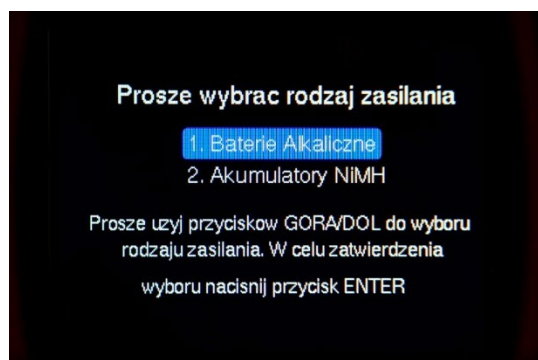 Prosze wybrac rodzaj zasilania
1. Baterie Alkaliczne
2. Akumulatory NiMH
Prosze uzyj przyciskow GORA/DOL do wyboru
rodzaju zasilania. W celu zatwierdzenia
wyboru nacisnij przycisk ENTER